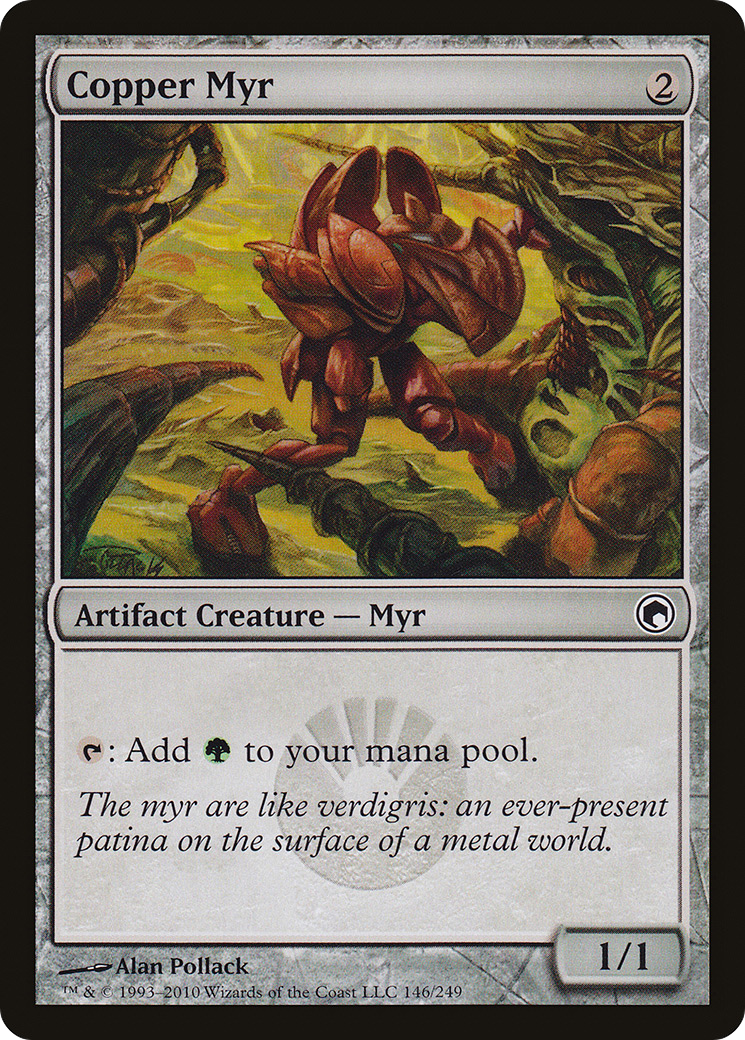 Copper Myr 2
Artifact Creature — Myr
: Add to your mana pool.
The myr are like verdigris: an ever-present
patina on the surface of a metal world.
1/1
Alan Pollack
™ & © 1993–2010 Wizards of the Coast LLC 146/249